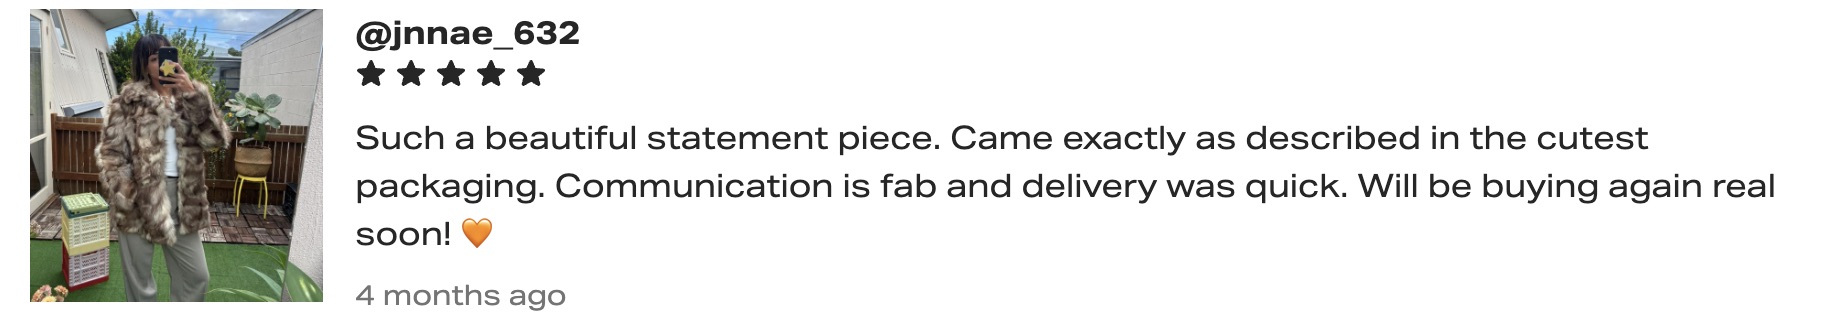 @jnnae_632
★ ★ ★ ★ ★
Such a beautiful statement piece. Came exactly as described in the cutest
packaging. Communication is fab and delivery was quick. Will be buying again real
soon! 🧡
4 months ago